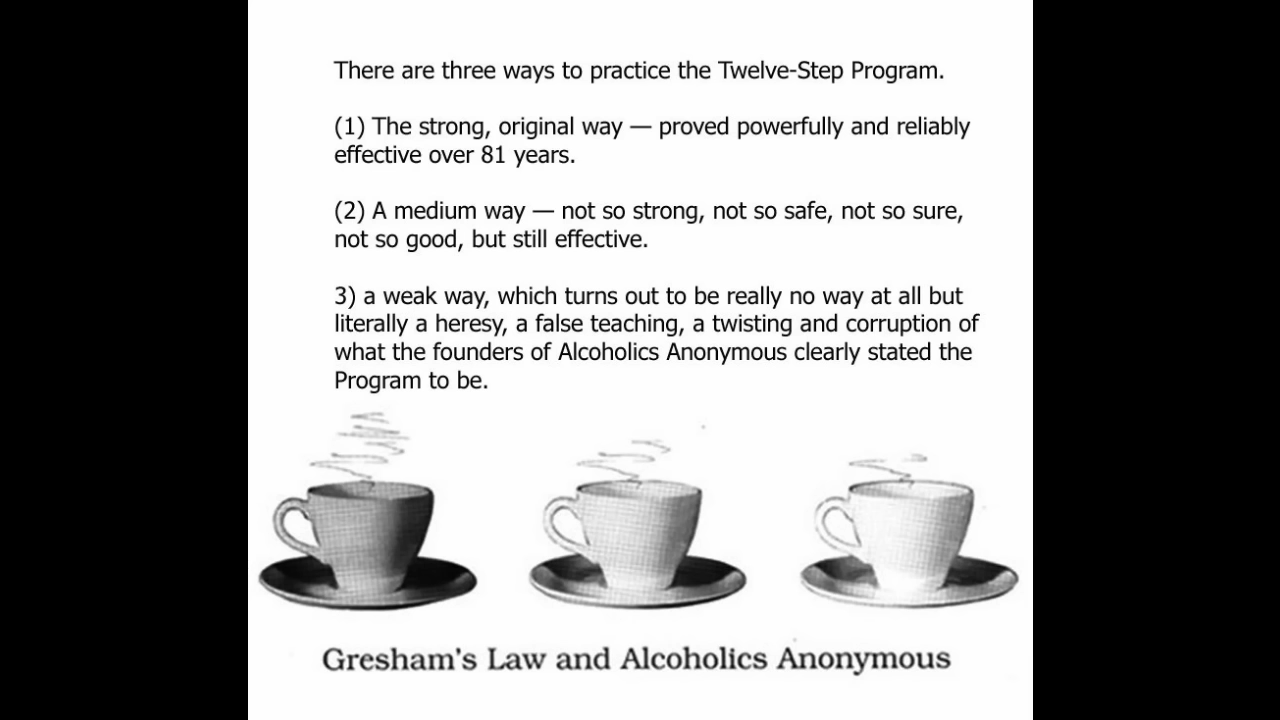 There are three ways to practice the Twelve-Step Program.
(1) The strong, original way — proved powerfully and reliably
effective over 81 years.
(2) A medium way — not so strong, not so safe, not so sure,
not so good, but still effective.
3) a weak way, which turns out to be really no way at all but
literally a heresy, a false teaching, a twisting and corruption of
what the founders of Alcoholics Anonymous clearly stated the
Program to be.
Gresham's Law and Alcoholics Anonymous